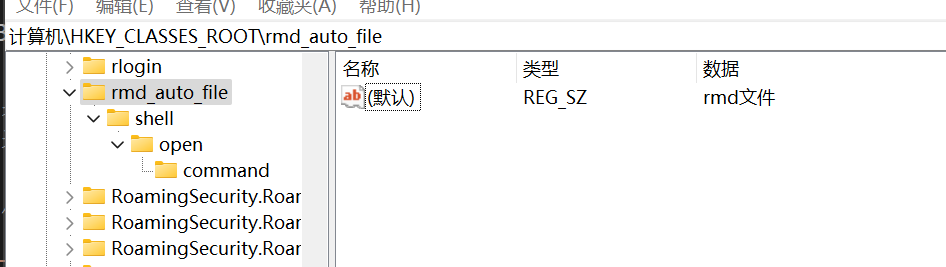 文件(F) 编辑(E) 查看(V) 收藏夹(A) 帮助(H)
计算机\HKEY_CLASSES_ROOT\rmd_auto_file
rlogin
rmd_auto_file
shell
open
command
RoamingSecurity.Roar
RoamingSecurity.Roar
RoamingSecurity.Roar
名称 类型 数据
ab (默认) REG_SZ rmd文件